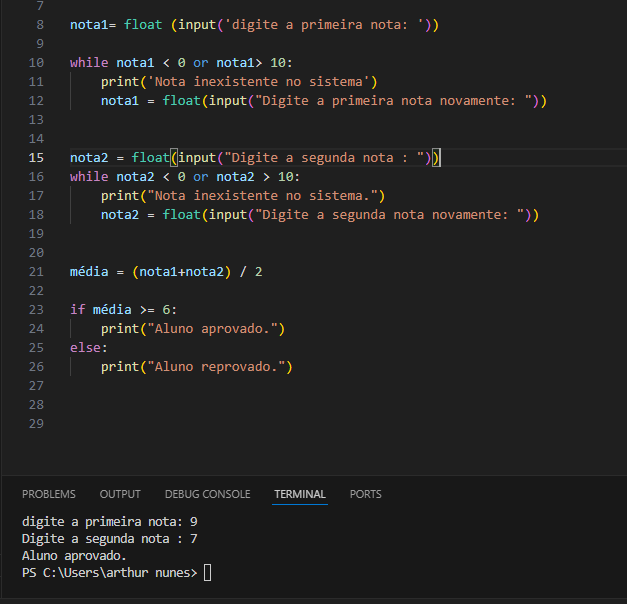 7
8 nota1= float (input('digite a primeira nota: '))
9
10 while nota1 < 0 or nota1> 10:
11     print('Nota inexistente no sistema')
12     nota1 = float(input("Digite a primeira nota novamente: "))
13
14
15 nota2 = float(input("Digite a segunda nota : "))
16 while nota2 < 0 or nota2 > 10:
17     print("Nota inexistente no sistema.")
18     nota2 = float(input("Digite a segunda nota novamente: "))
19
20
21 média = (nota1+nota2) / 2
22
23 if média >= 6:
24     print("Aluno aprovado.")
25 else:
26     print("Aluno reprovado.")
27
28
29
PROBLEMS OUTPUT DEBUG CONSOLE TERMINAL PORTS
digite a primeira nota: 9
Digite a segunda nota : 7
Aluno aprovado.
PS C:\Users\arthur nunes>